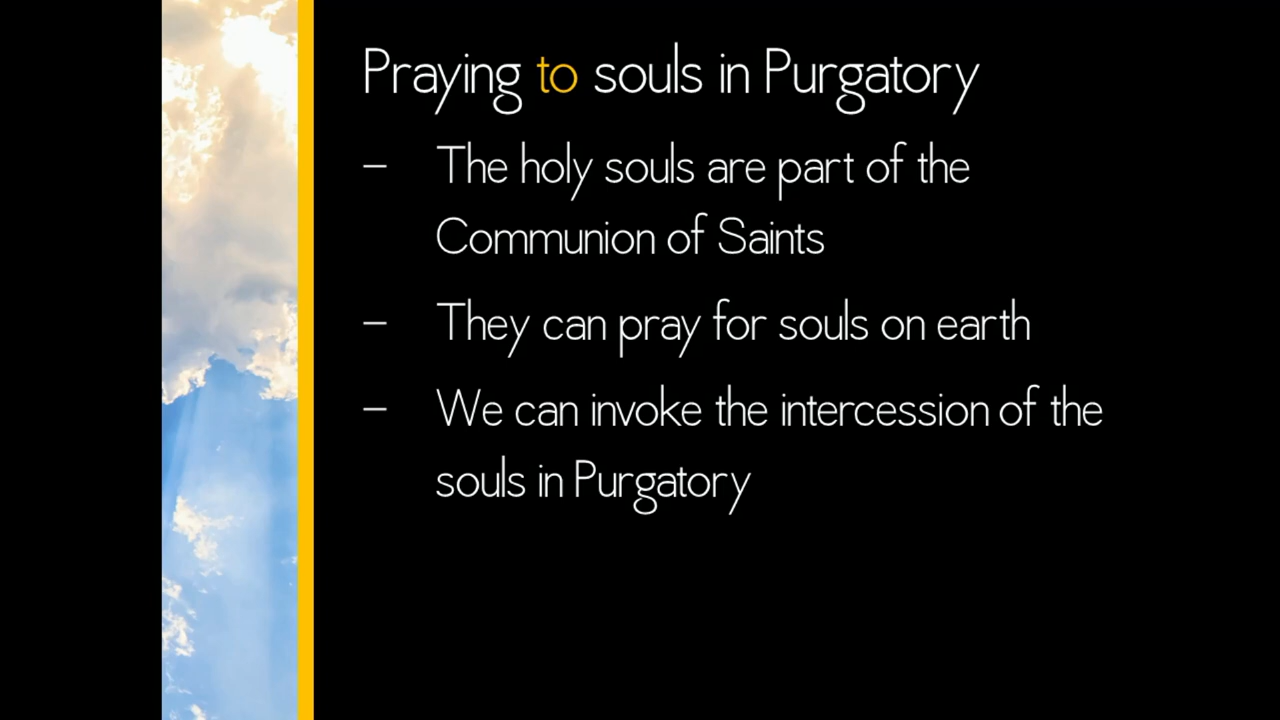 Praying to souls in Purgatory
– The holy souls are part of the
Communion of Saints
– They can pray for souls on earth
– We can invoke the intercession of the
souls in Purgatory